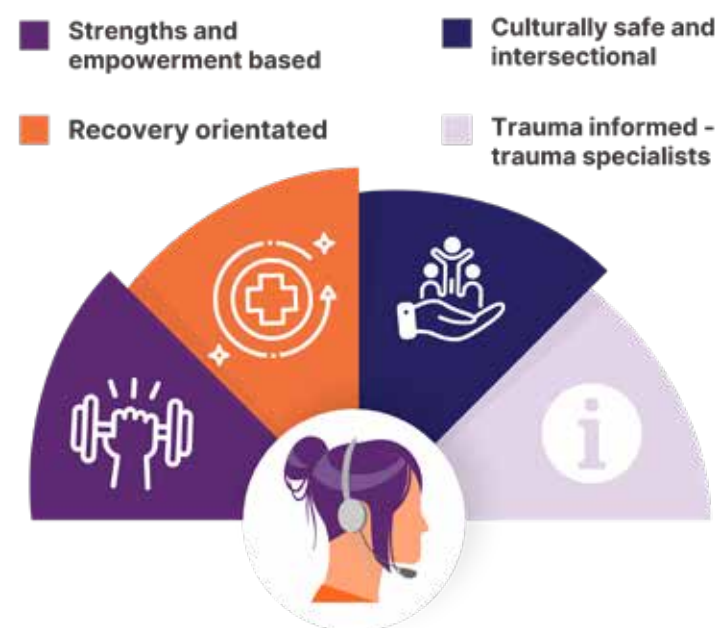 Strengths and
empowerment based
Culturally safe and
intersectional
Recovery orientated
Trauma informed -
trauma specialists
i